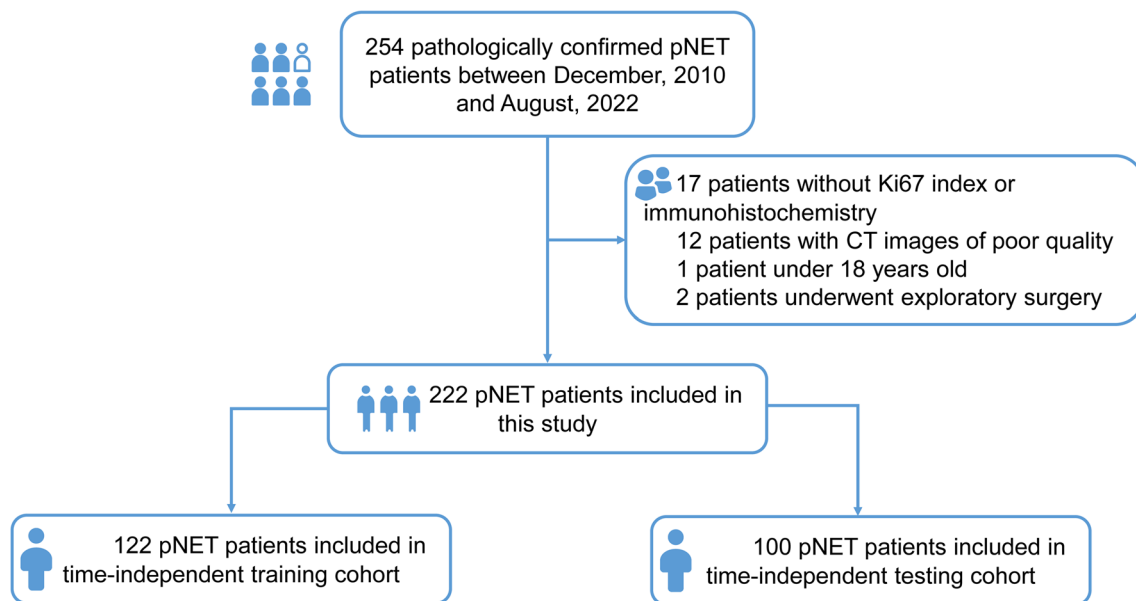 254 pathologically confirmed pNET
patients between December, 2010
and August, 2022
17 patients without Ki67 index or
immunohistochemistry
12 patients with CT images of poor quality
1 patient under 18 years old
2 patients underwent exploratory surgery
222 pNET patients included in
this study
122 pNET patients included in
time-independent training cohort
100 pNET patients included in
time-independent testing cohort